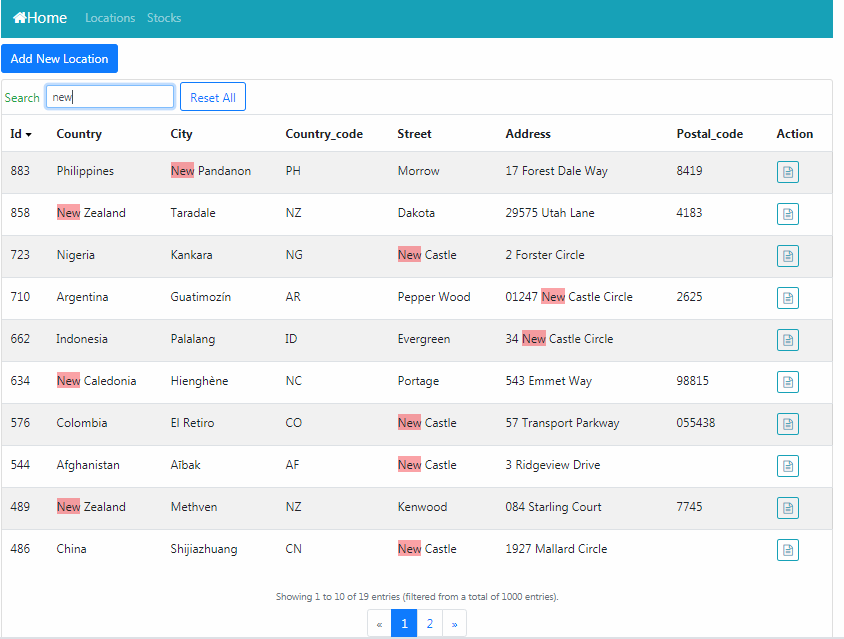 Home Locations Stocks
Add New Location
Search new Reset All
Id Country City Country_code Street Address Postal_code Action
883 Philippines New Pandanon PH Morrow 17 Forest Dale Way 8419
858 New Zealand Taradale NZ Dakota 29575 Utah Lane 4183
723 Nigeria Kankara NG New Castle 2 Forster Circle
710 Argentina Guatimozín AR Pepper Wood 01247 New Castle Circle 2625
662 Indonesia Palalang ID Evergreen 34 New Castle Circle
634 New Caledonia Hienghène NC Portage 543 Emmet Way 98815
576 Colombia El Retiro CO New Castle 57 Transport Parkway 055438
544 Afghanistan Aībak AF New Castle 3 Ridgeview Drive
489 New Zealand Methven NZ Kenwood 084 Starling Court 7745
486 China Shijiazhuang CN New Castle 1927 Mallard Circle
Showing 1 to 10 of 19 entries (filtered from a total of 1000 entries).
« 1 2 »